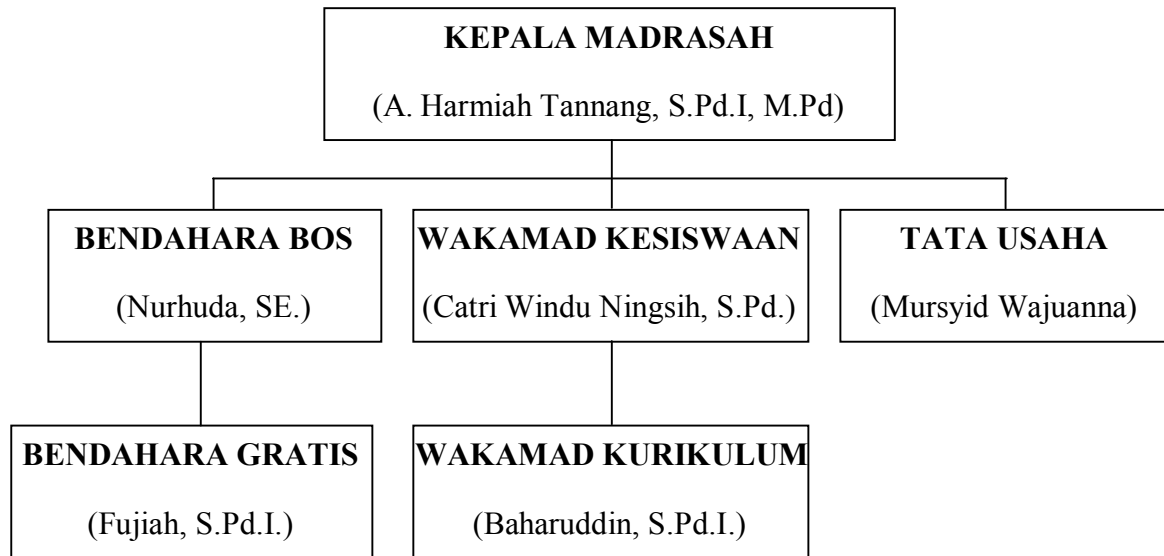 KEPALA MADRASAH
(A. Harmiah Tannang, S.Pd.I, M.Pd)
BENDAHARA BOS
(Nurhuda, SE.)
WAKAMAD KESISWAAN
(Catri Windu Ningsih, S.Pd.)
TATA USAHA
(Mursyid Wajuanna)
BENDAHARA GRATIS
(Fujiah, S.Pd.I.)
WAKAMAD KURIKULUM
(Baharuddin, S.Pd.I.)